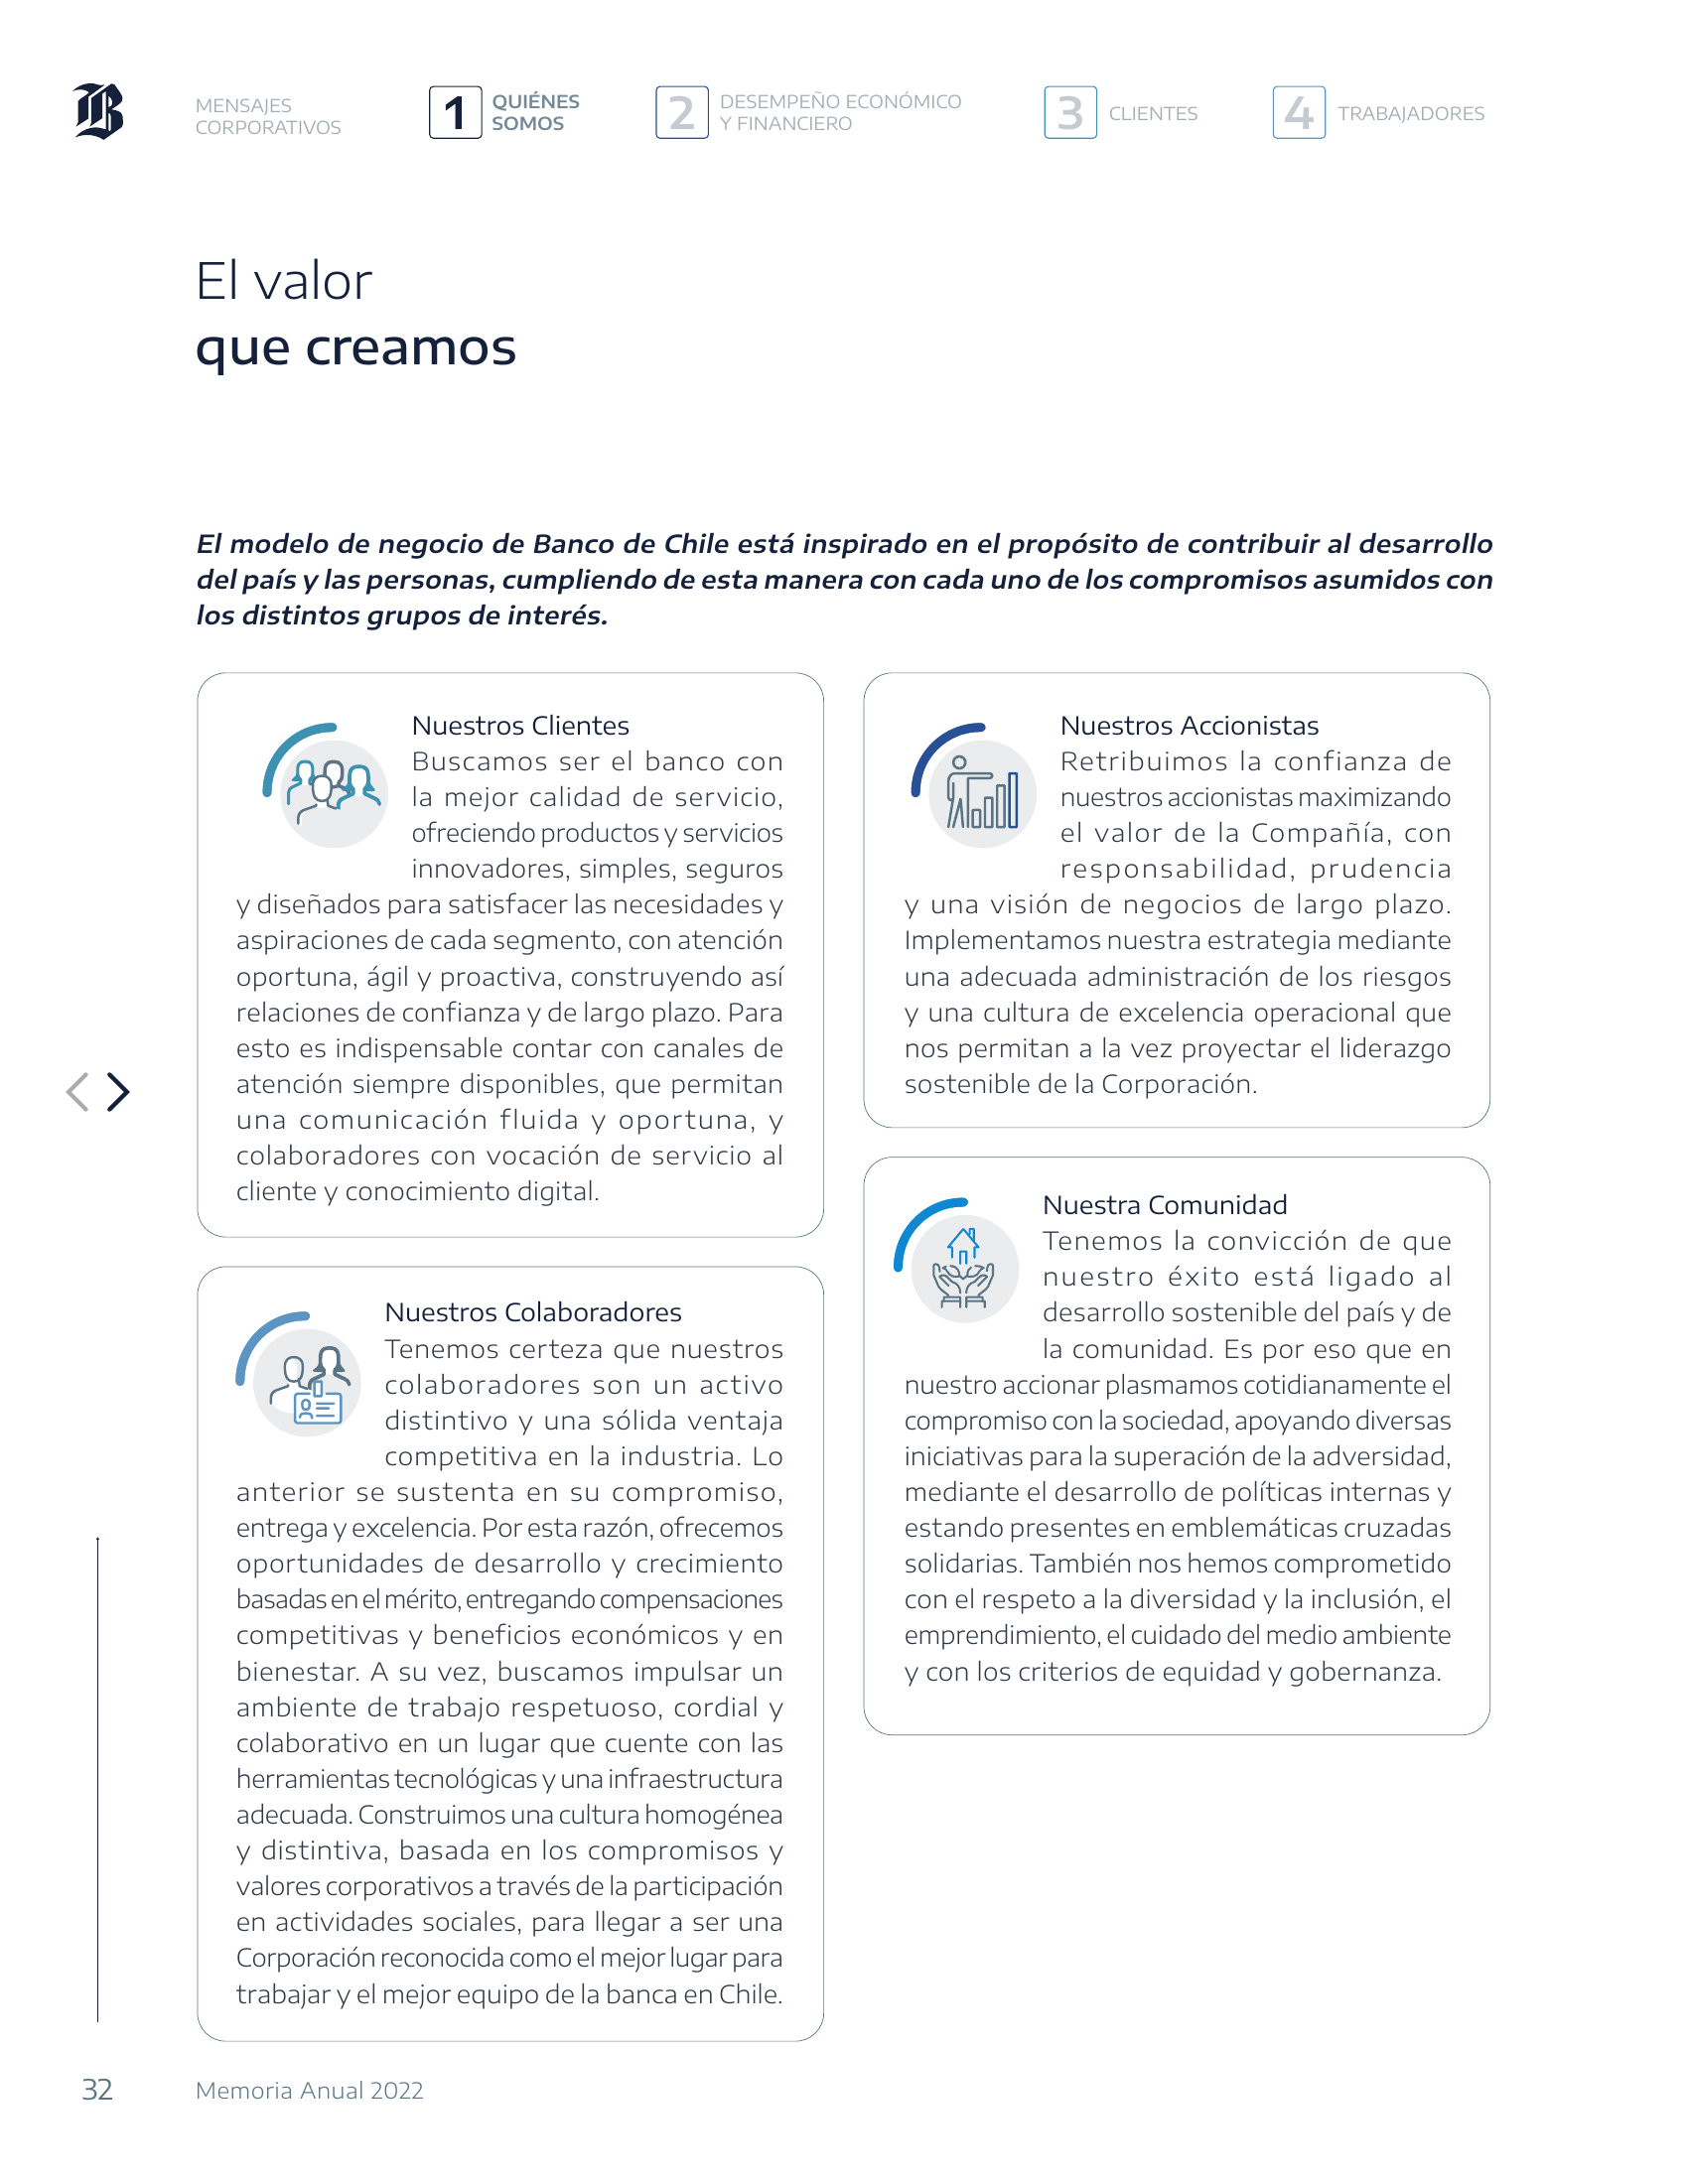 MENSAJES
CORPORATIVOS
1
QUIÉNES
SOMOS
2
DESEMPEÑO ECONÓMICO
Y FINANCIERO
3
CLIENTES
4
TRABAJADORES
El valor
que creamos
El modelo de negocio de Banco de Chile está inspirado en el propósito de contribuir al desarrollo
del país y las personas, cumpliendo de esta manera con cada uno de los compromisos asumidos con
los distintos grupos de interés.
Nuestros Clientes
Buscamos ser el banco con
la mejor calidad de servicio,
ofreciendo productos y servicios
innovadores, simples, seguros
y diseñados para satisfacer las necesidades y
aspiraciones de cada segmento, con atención
oportuna, ágil y proactiva, construyendo así
relaciones de confianza y de largo plazo. Para
esto es indispensable contar con canales de
atención siempre disponibles, que permitan
una comunicación fluida y oportuna, y
colaboradores con vocación de servicio al
cliente y conocimiento digital.
Nuestros Colaboradores
Tenemos certeza que nuestros
colaboradores son un activo
distintivo y una sólida ventaja
competitiva en la industria. Lo
anterior se sustenta en su compromiso,
entrega y excelencia. Por esta razón, ofrecemos
oportunidades de desarrollo y crecimiento
basadas en el mérito, entregando compensaciones
competitivas y beneficios económicos y en
bienestar. A su vez, buscamos impulsar un
ambiente de trabajo respetuoso, cordial y
colaborativo en un lugar que cuente con las
herramientas tecnológicas y una infraestructura
adecuada. Construimos una cultura homogénea
y distintiva, basada en los compromisos y
valores corporativos a través de la participación
en actividades sociales, para llegar a ser una
Corporación reconocida como el mejor lugar para
trabajar y el mejor equipo de la banca en Chile.
Nuestros Accionistas
Retribuimos la confianza de
nuestros accionistas maximizando
el valor de la Compañía, con
responsabilidad, prudencia
y una visión de negocios de largo plazo.
Implementamos nuestra estrategia mediante
una adecuada administración de los riesgos
y una cultura de excelencia operacional que
nos permitan a la vez proyectar el liderazgo
sostenible de la Corporación.
Nuestra Comunidad
Tenemos la convicción de que
nuestro éxito está ligado al
desarrollo sostenible del país y de
la comunidad. Es por eso que en
nuestro accionar plasmamos cotidianamente el
compromiso con la sociedad, apoyando diversas
iniciativas para la superación de la adversidad,
mediante el desarrollo de políticas internas y
estando presentes en emblemáticas cruzadas
solidarias. También nos hemos comprometido
con el respeto a la diversidad y la inclusión, el
emprendimiento, el cuidado del medio ambiente
y con los criterios de equidad y gobernanza.
32
Memoria Anual 2022